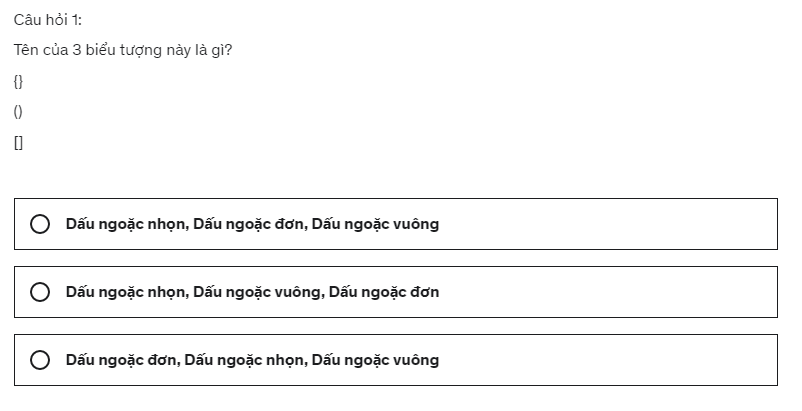 Câu hỏi 1:
Tên của 3 biểu tượng này là gì?
{}
()
[]
Dấu ngoặc nhọn, Dấu ngoặc đơn, Dấu ngoặc vuông
Dấu ngoặc nhọn, Dấu ngoặc vuông, Dấu ngoặc đơn
Dấu ngoặc đơn, Dấu ngoặc nhọn, Dấu ngoặc vuông